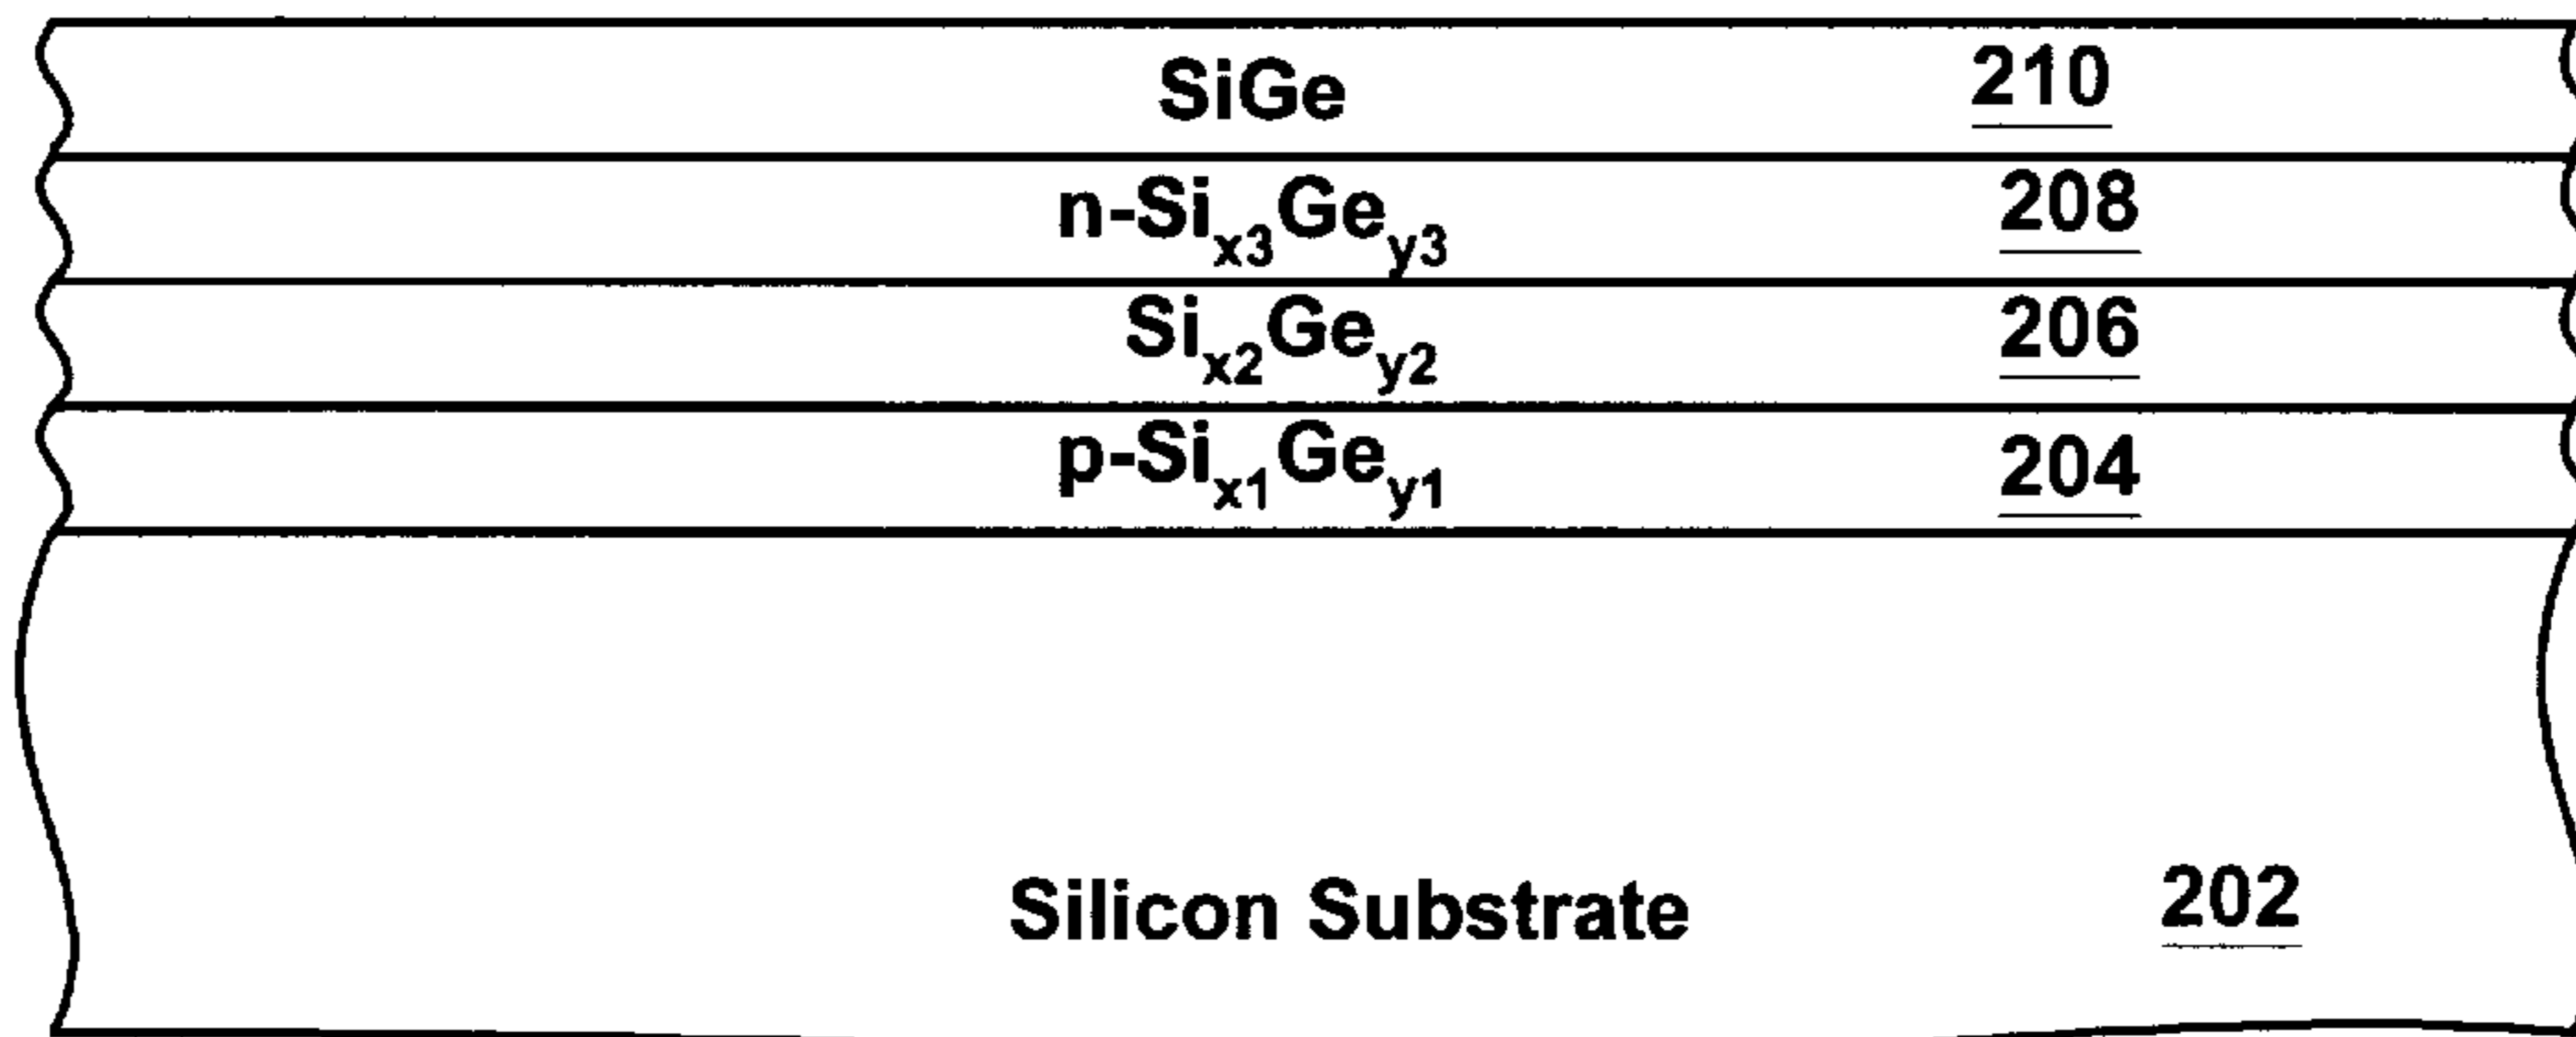 SiGe 210
n-Six3Gey3 208
Six2Gey2 206
p-Six1Gey1 204
Silicon Substrate 202